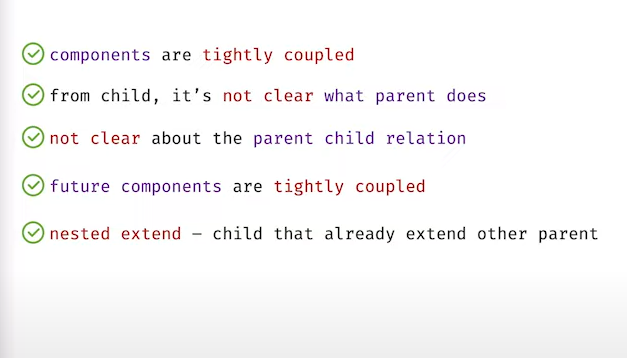 components are tightly coupled
from child, it's not clear what parent does
not clear about the parent child relation
future components are tightly coupled
nested extend – child that already extend other parent